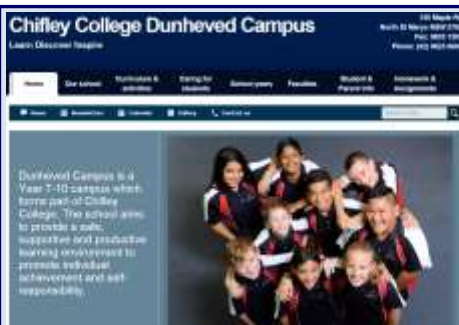 Chifley College Dunheved Campus
Learn Discover Inspire
Home
Our school
Curriculum & activities
Caring for students
School years
Faculties
Student & Parent Info
Homework & Assignments
News
Newsletters
Calendar
Gallery
Contact us
Dunheved Campus is a
Year 7-10 campus which
forms part of Chifley
College. The school aims
to provide a safe,
supportive and productive
learning environment to
promote individual
achievement and self-
responsibility.